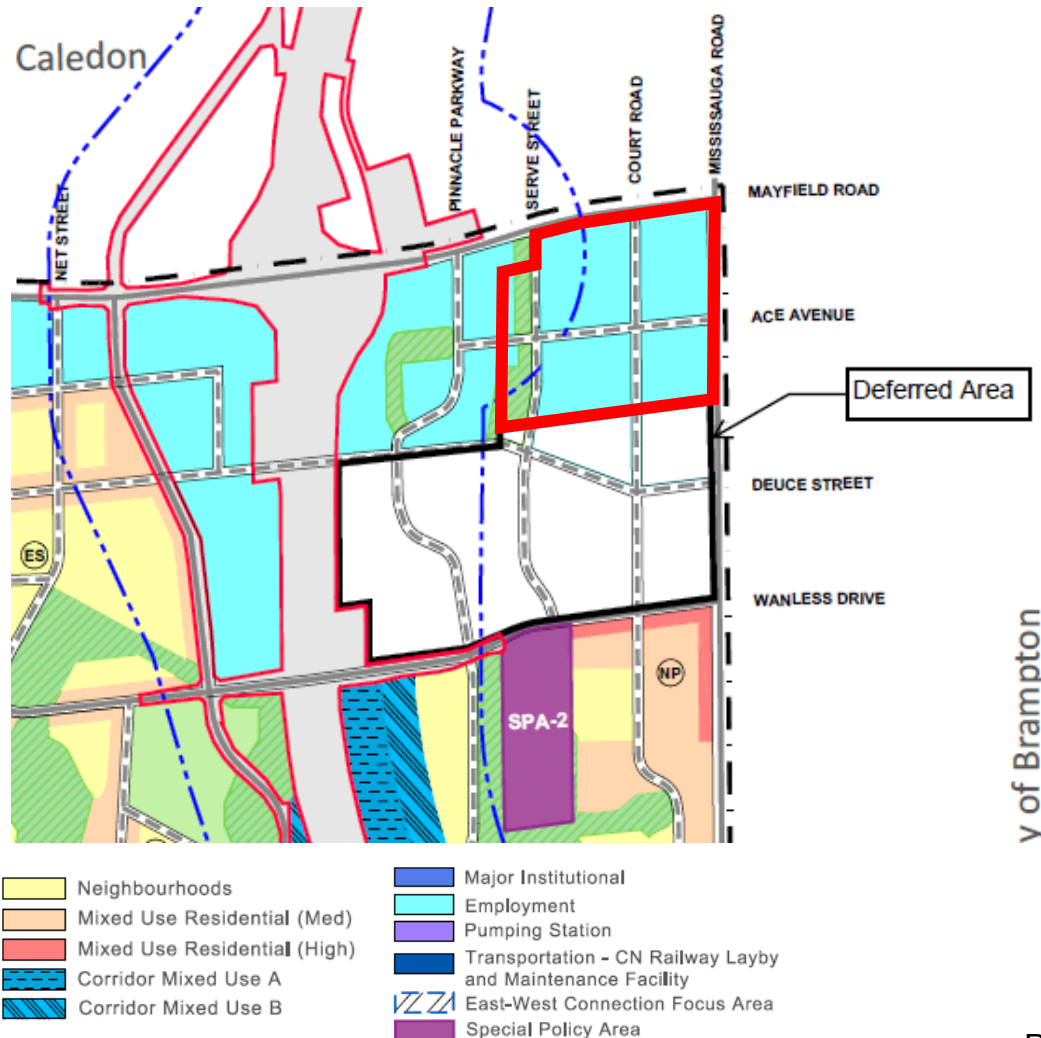 Caledon
NET STREET
PINNACLE PARKWAY
SERVE STREET
COURT ROAD
MISSISSAUGA ROAD
MAYFIELD ROAD
ACE AVENUE
Deferred Area
DEUCE STREET
ES
WANLESS DRIVE
NP
SPA-2
y of Brampton
Neighbourhoods
Mixed Use Residential (Med)
Mixed Use Residential (High)
Corridor Mixed Use A
Corridor Mixed Use B
Major Institutional
Employment
Pumping Station
Transportation - CN Railway Layby
and Maintenance Facility
East-West Connection Focus Area
Special Policy Area